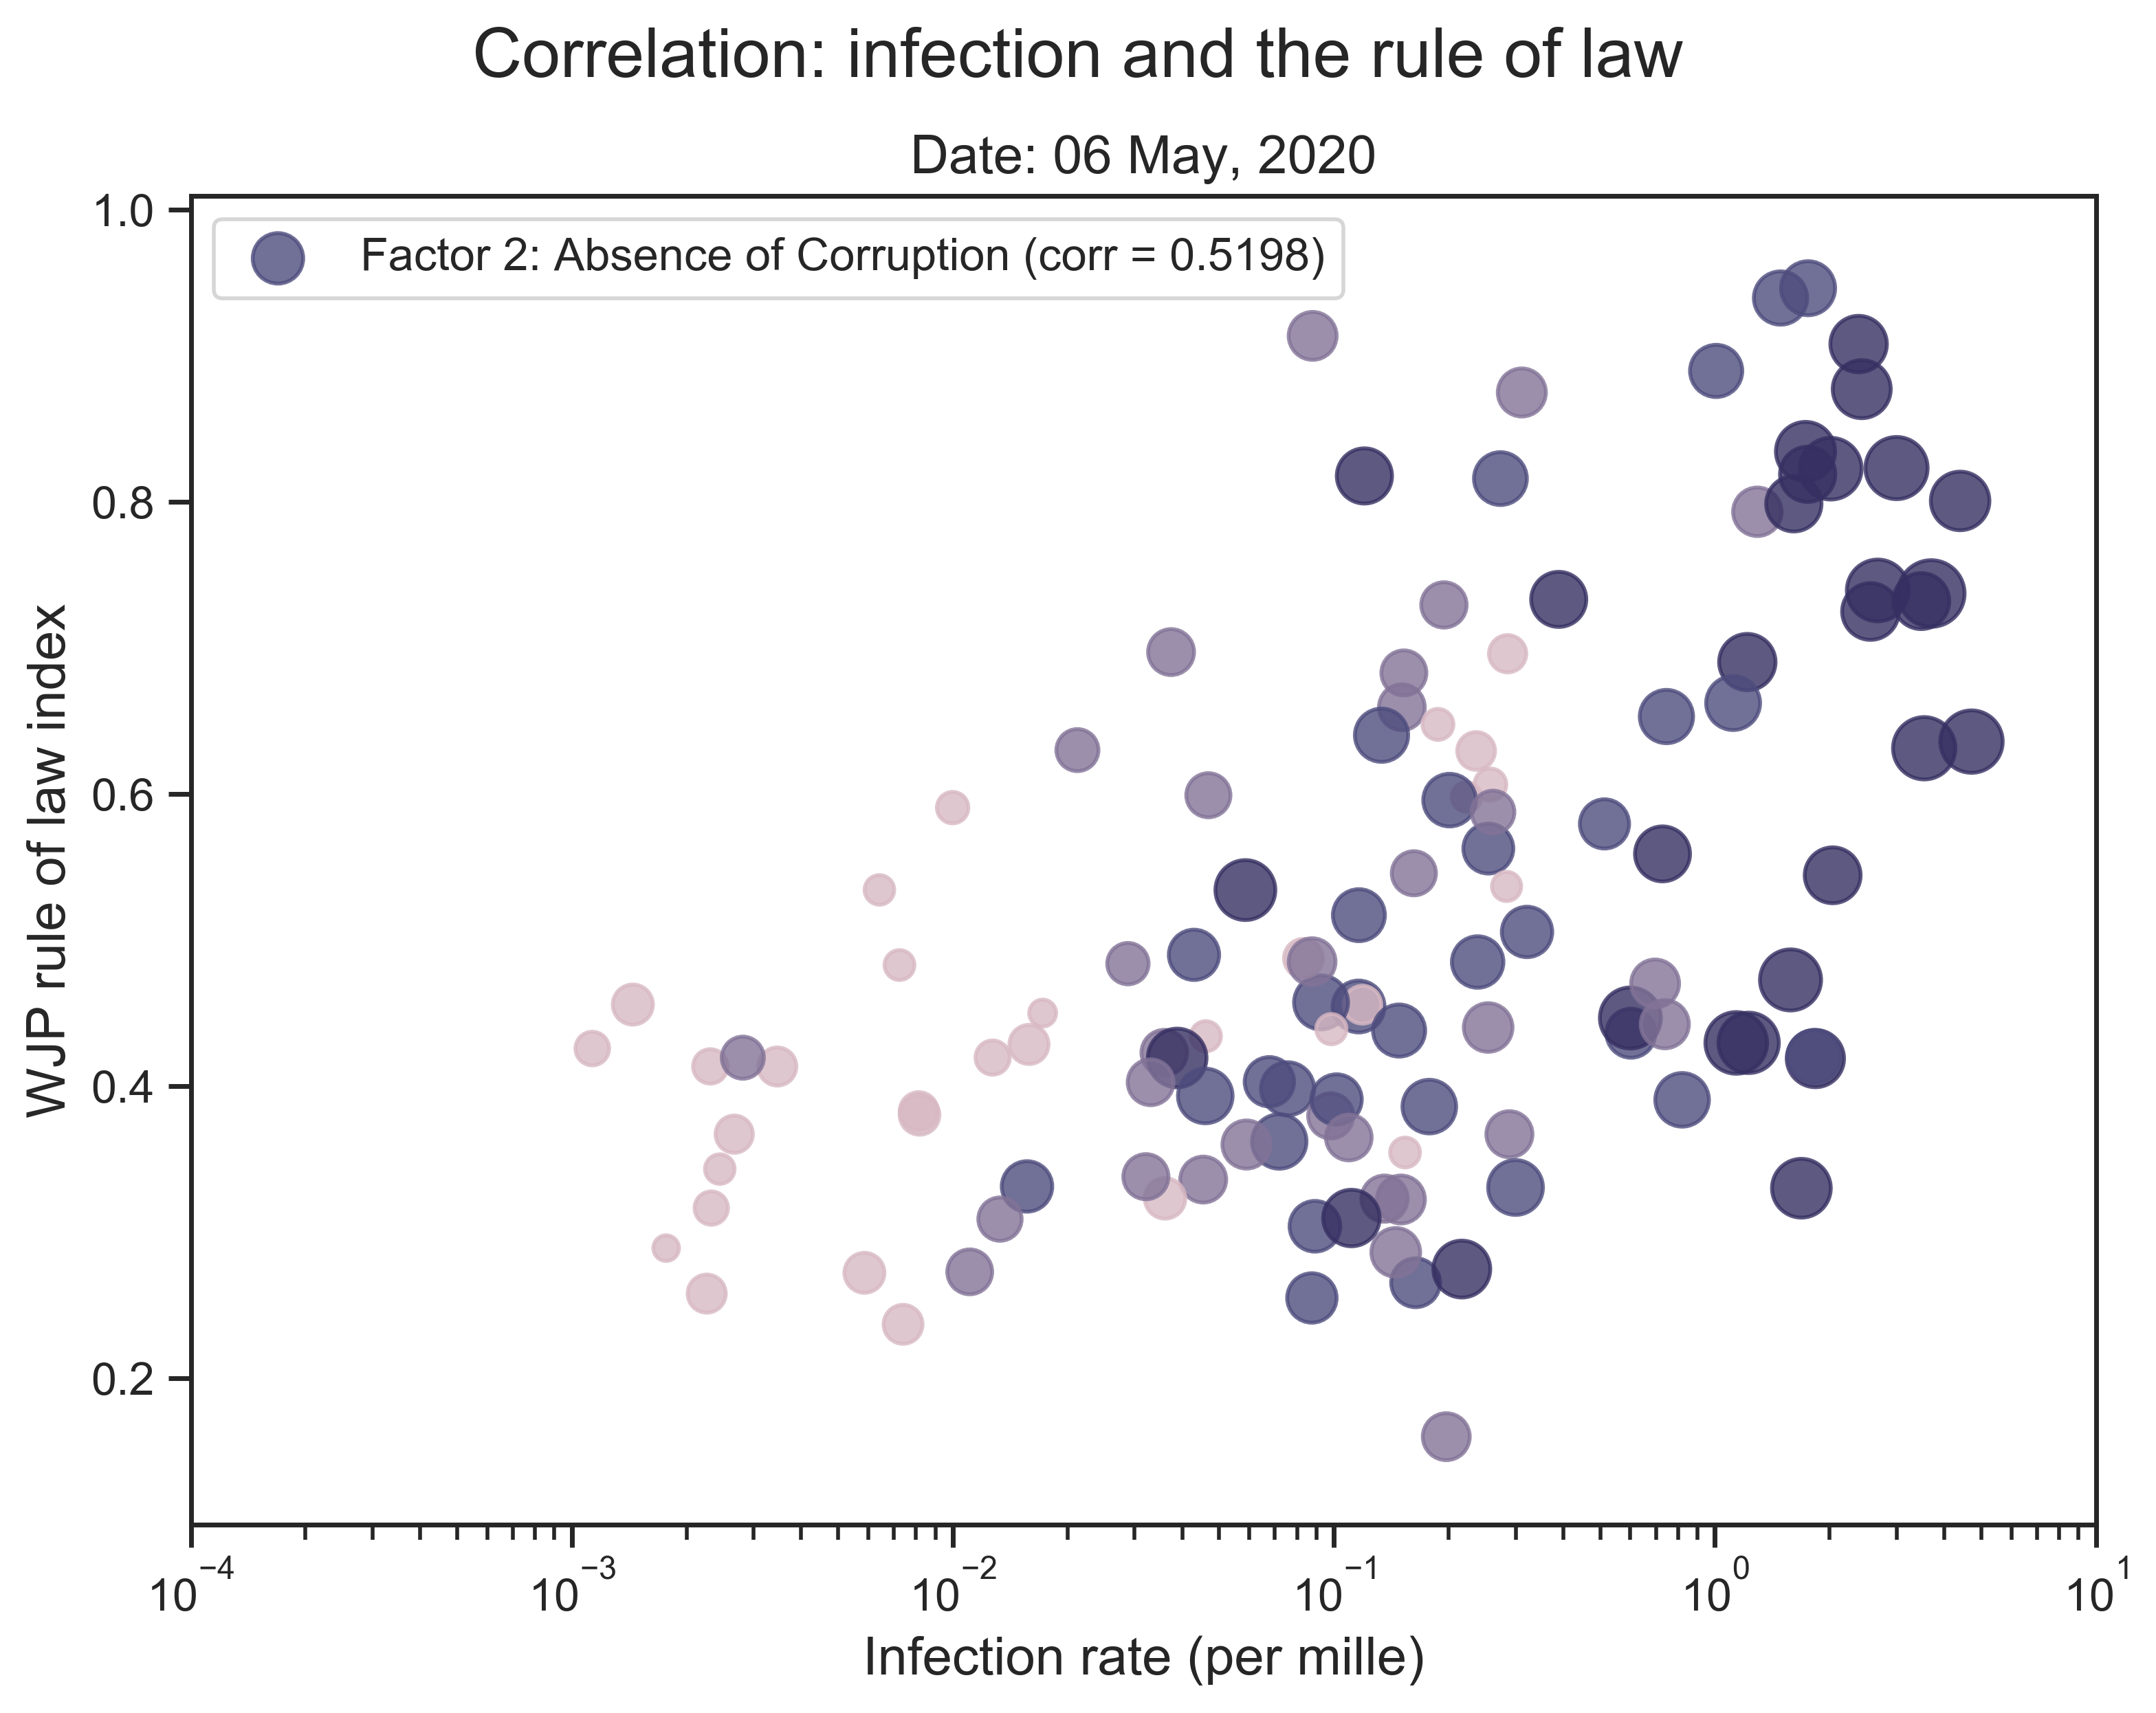 Correlation: infection and the rule of law
Date: 06 May, 2020
Factor 2: Absence of Corruption (corr = 0.5198)
WJP rule of law index
1.0
0.8
0.6
0.4
0.2
10⁻⁴ 10⁻³ 10⁻² 10⁻¹ 10⁰ 10¹
Infection rate (per mille)